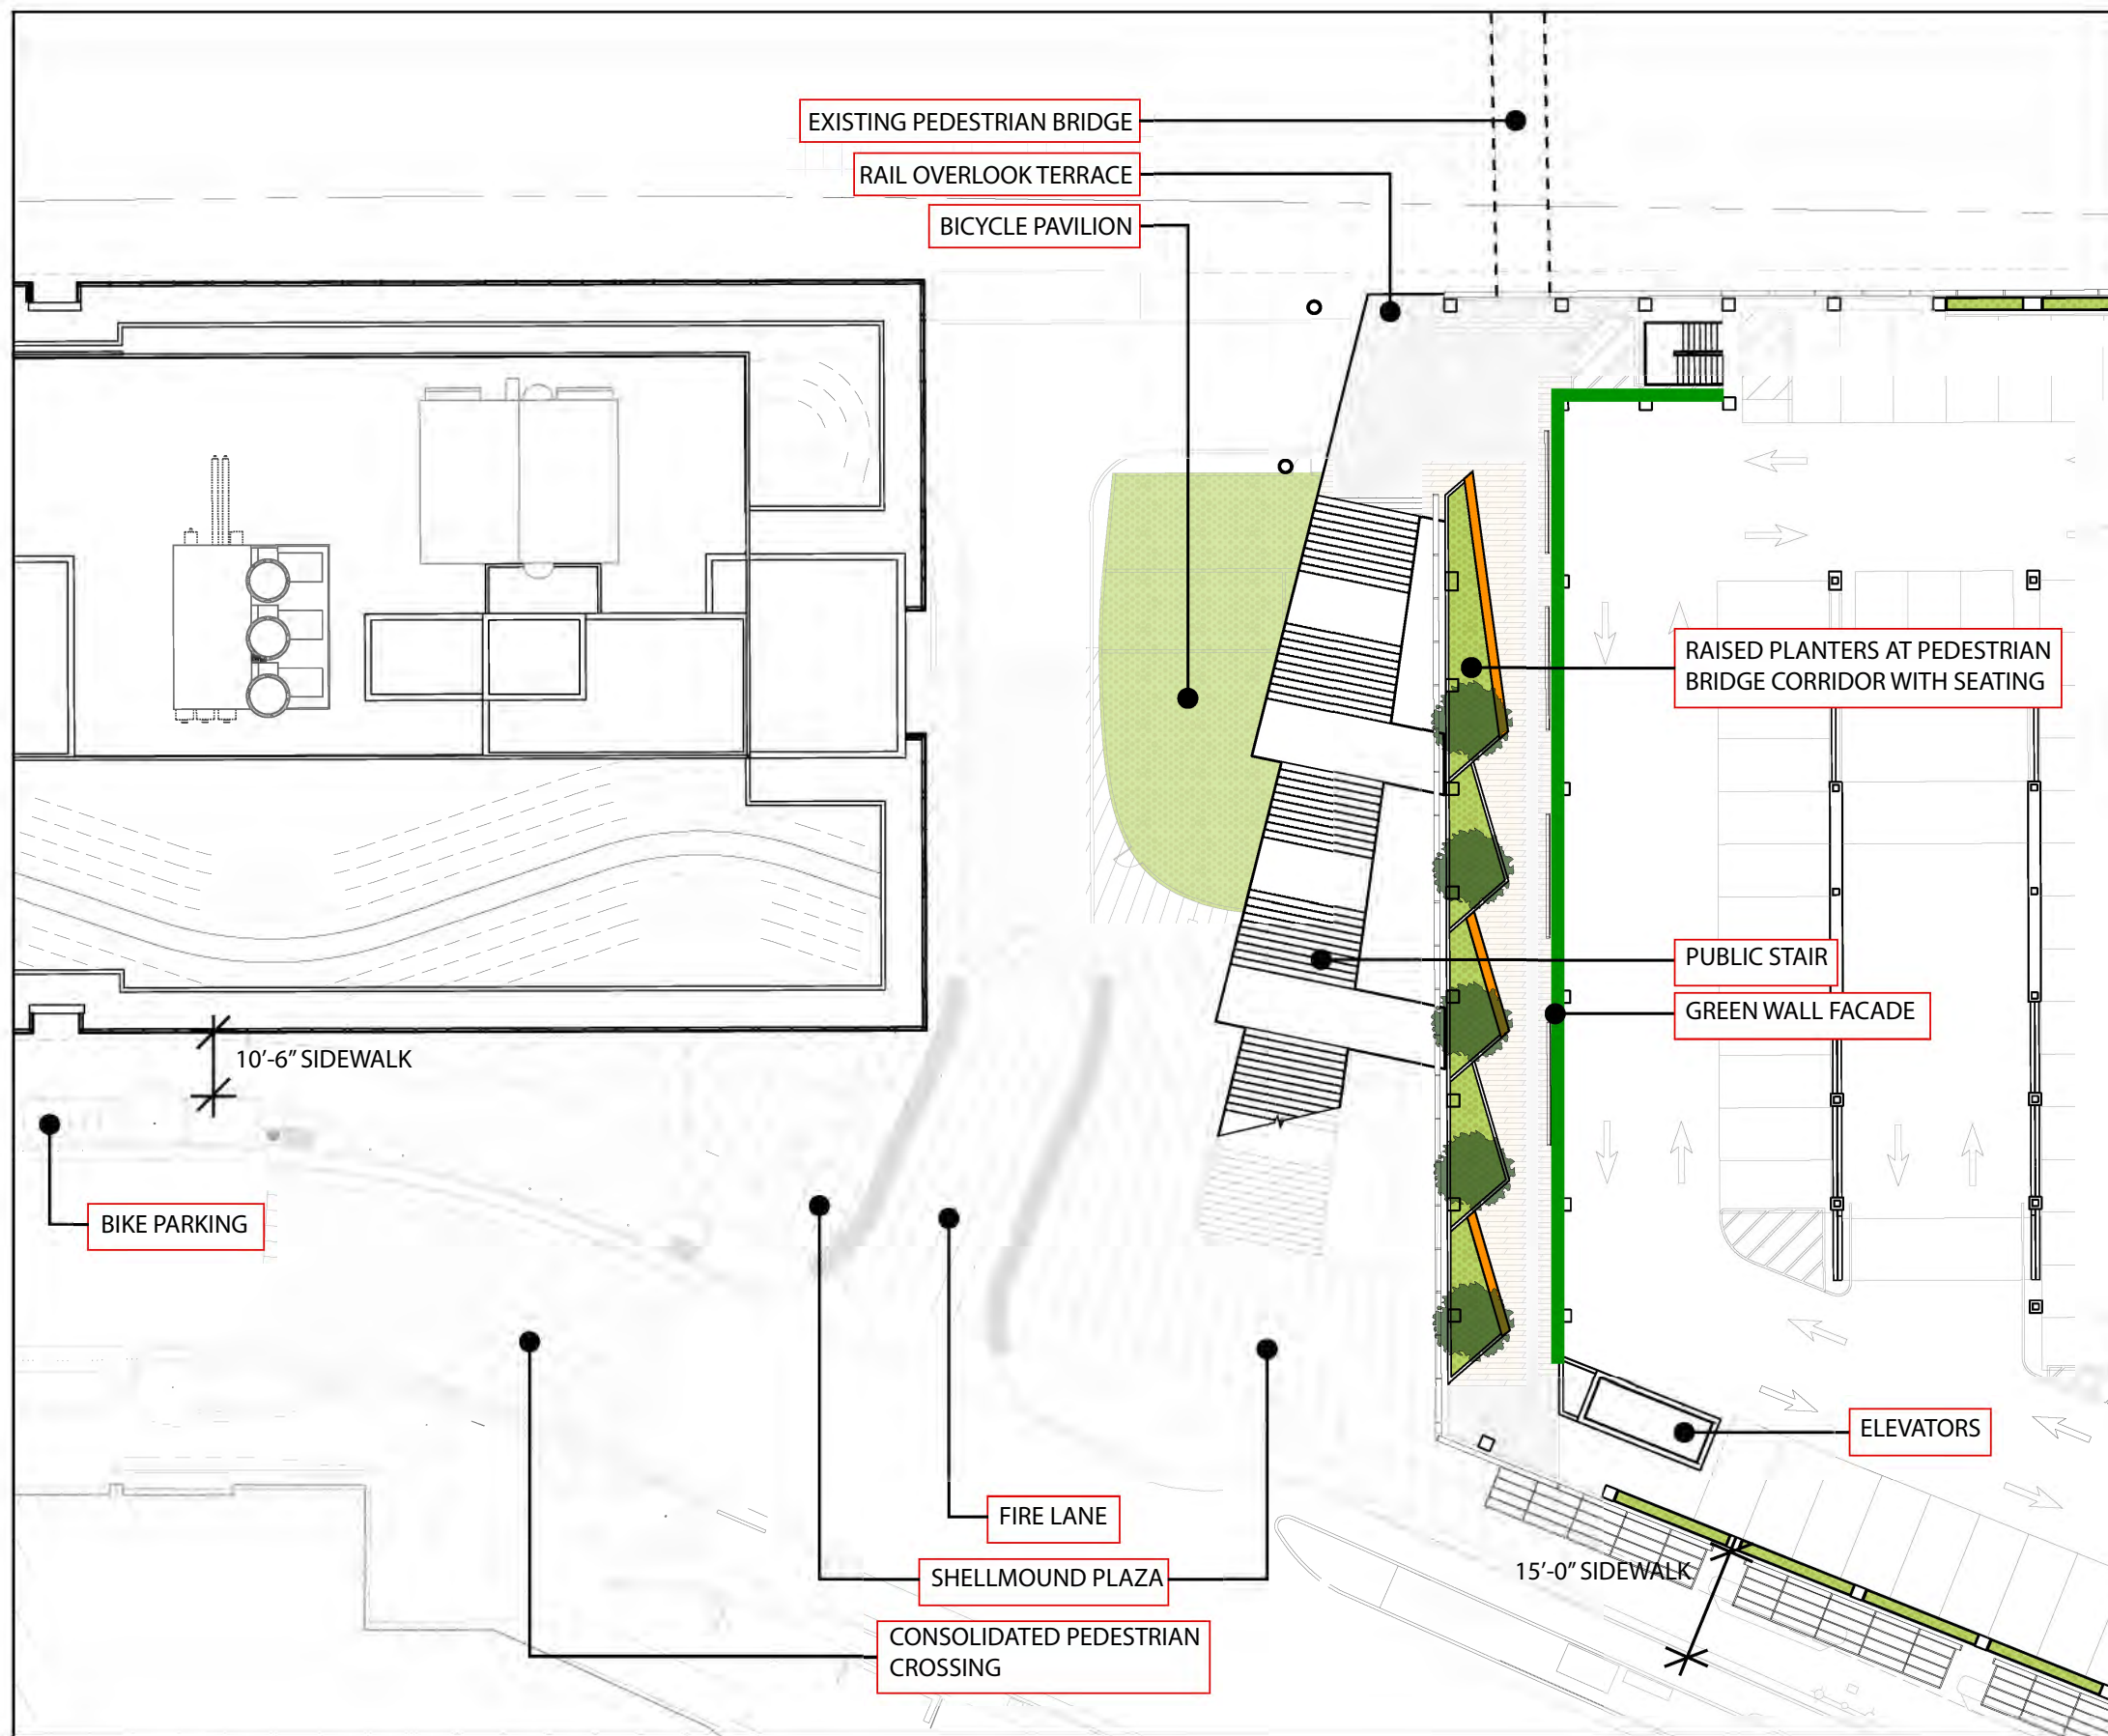 EXISTING PEDESTRIAN BRIDGE
RAIL OVERLOOK TERRACE
BICYCLE PAVILION
RAISED PLANTERS AT PEDESTRIAN
BRIDGE CORRIDOR WITH SEATING
PUBLIC STAIR
GREEN WALL FACADE
10'-6" SIDEWALK
BIKE PARKING
ELEVATORS
FIRE LANE
SHELLMOUND PLAZA
15'-0" SIDEWALK
CONSOLIDATED PEDESTRIAN
CROSSING